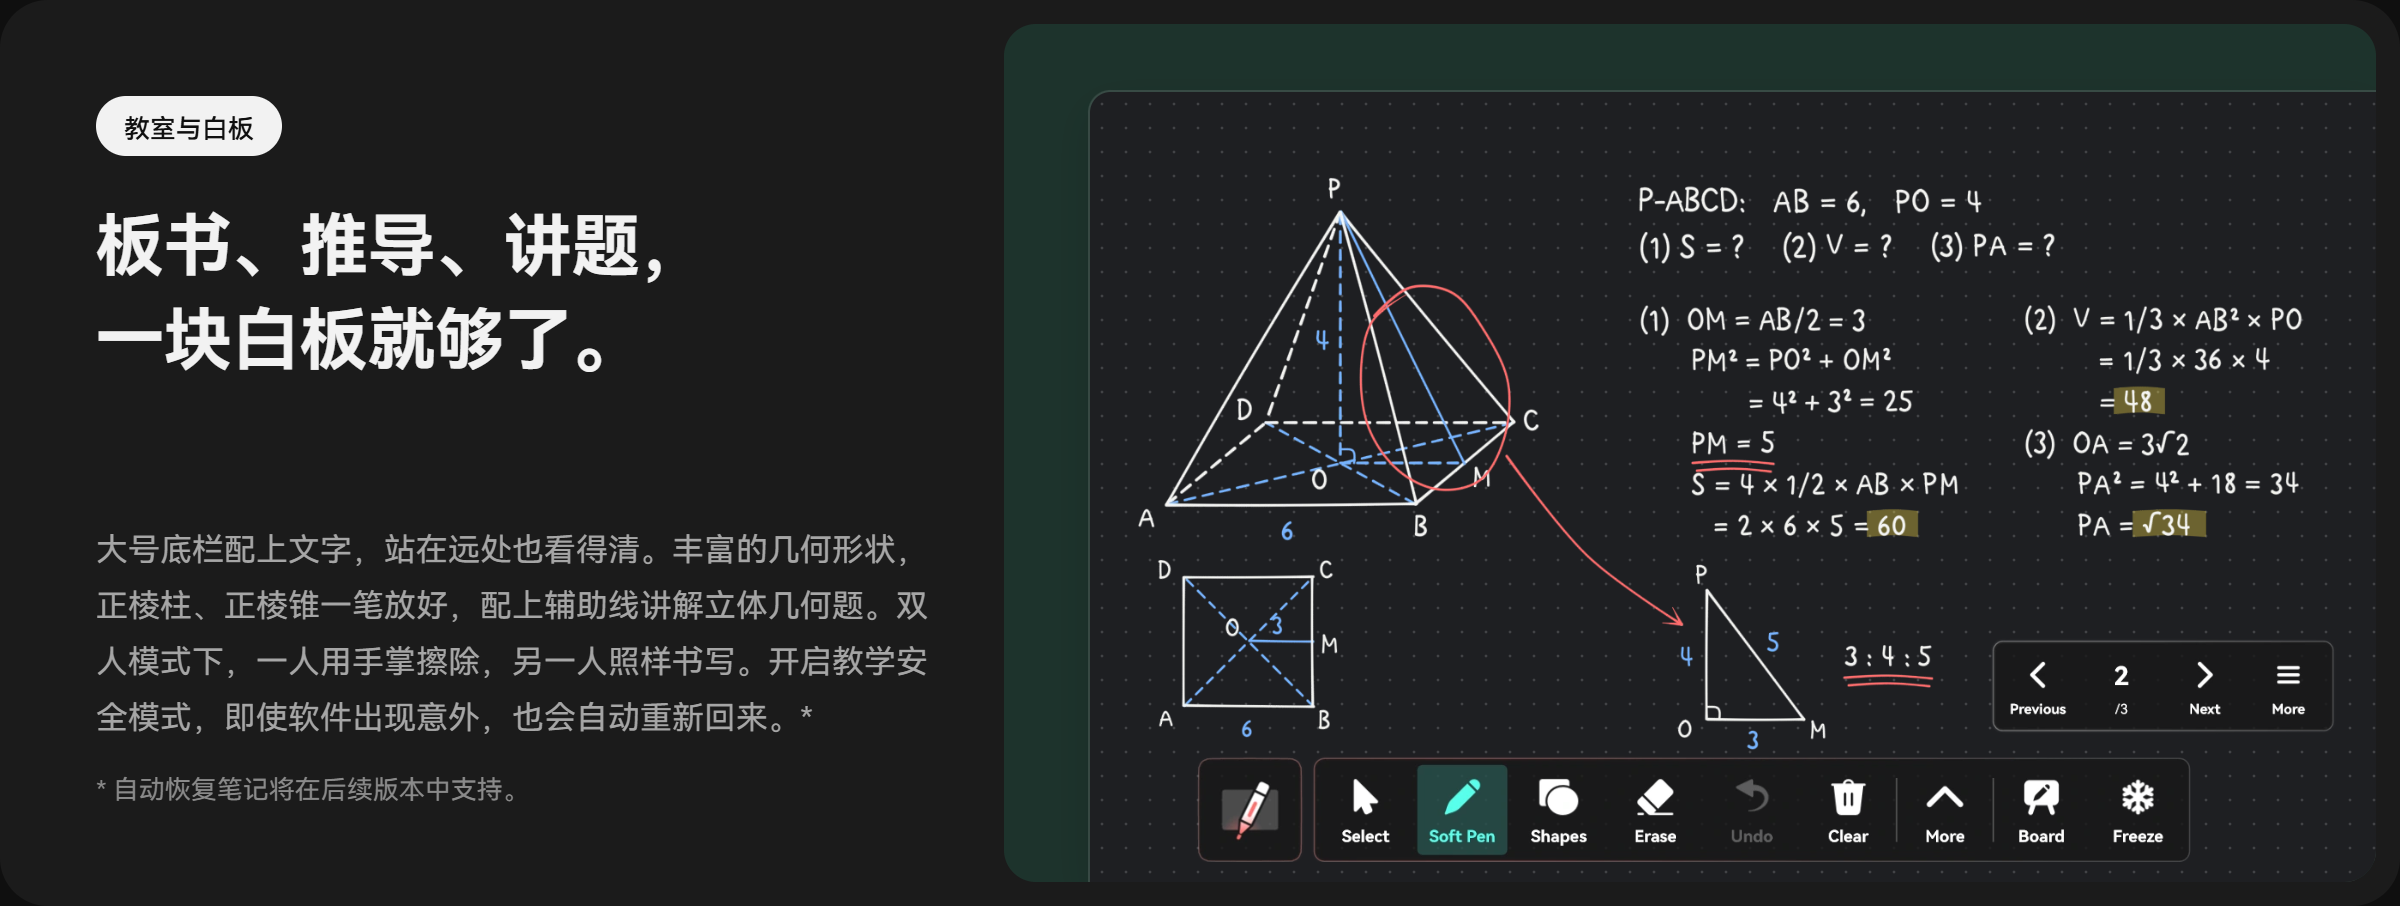 教室与白板
板书、推导、讲题，
一块白板就够了。
大号底栏配上文字，站在远处也看得清。丰富的几何形状，
正棱柱、正棱锥一笔放好，配上辅助线讲解立体几何题。双
人模式下，一人用手掌擦除，另一人照样书写。开启教学安
全模式，即使软件出现意外，也会自动重新回来。*
* 自动恢复笔记将在后续版本中支持。
P
4
D
C
O
M
A
B
6
P-ABCD: AB = 6, PO = 4
(1) S = ? (2) V = ? (3) PA = ?
(1) OM = AB/2 = 3
PM² = PO² + OM²
= 4² + 3² = 25
PM = 5
S = 4 × 1/2 × AB × PM
= 2 × 6 × 5 = 60
(2) V = 1/3 × AB² × PO
= 1/3 × 36 × 4
= 48
(3) OA = 3√2
PA² = 4² + 18 = 34
PA = √34
D C
O 3
M
A B
6
P
4 5
O M
3
3 : 4 : 5
2
Previous /3 Next More
Select Soft Pen Shapes Erase Undo Clear More Board Freeze